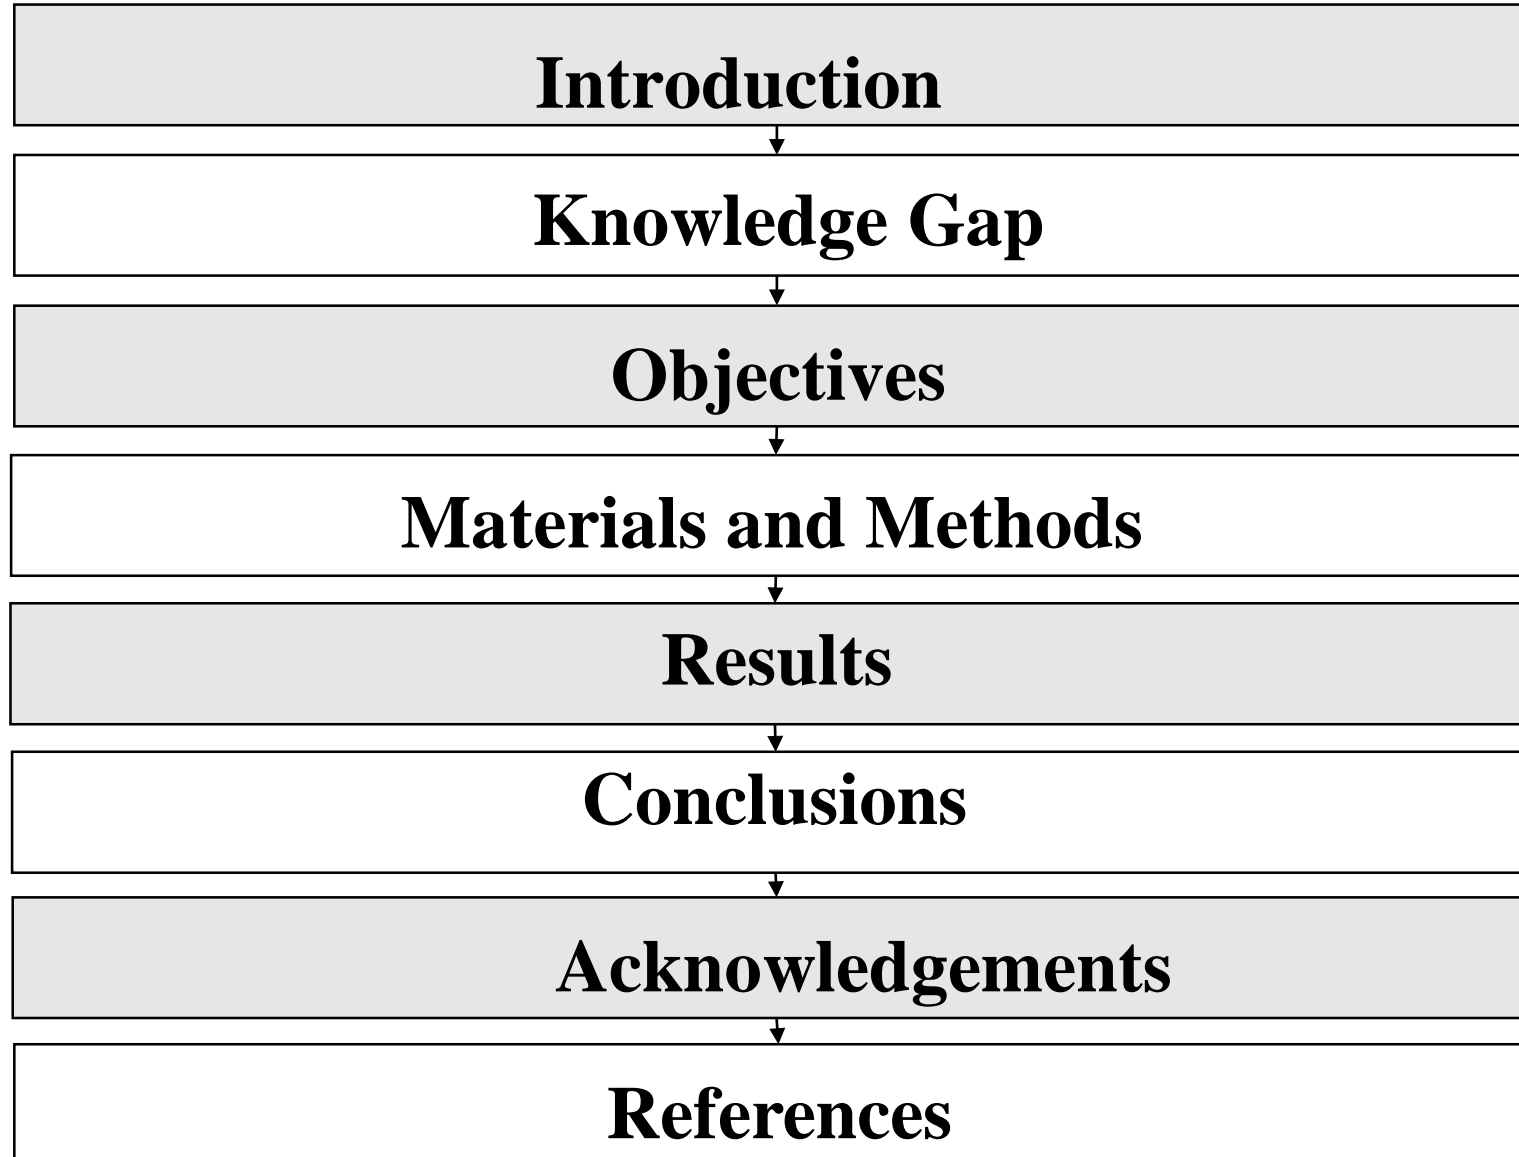 Introduction
Knowledge Gap
Objectives
Materials and Methods
Results
Conclusions
Acknowledgements
References